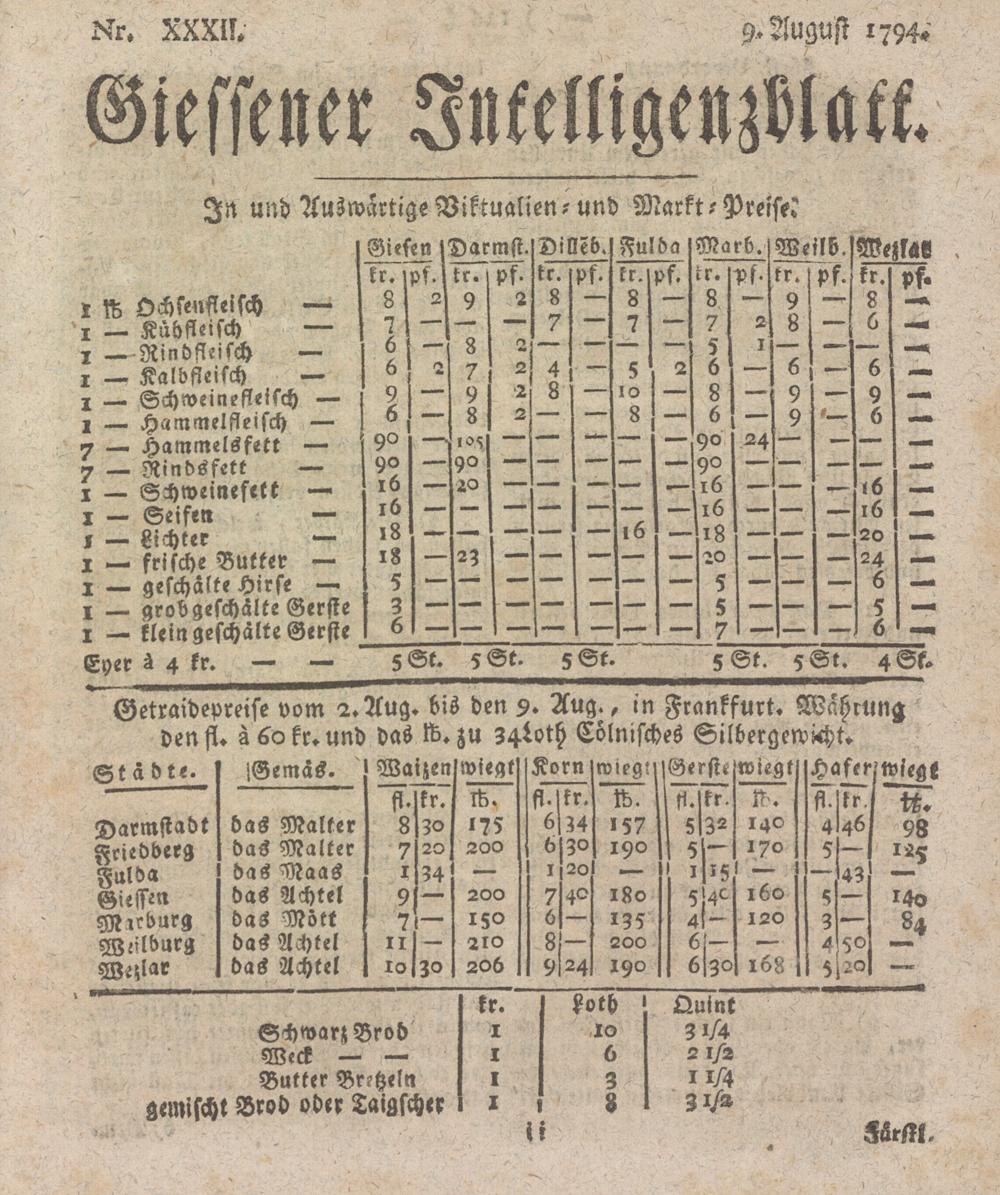 Nr. XXXII. 9. August 1794.
Giessener Intelligenzblatt.
In und Auswärtige Viktualien- und Markt-Preise.
Giesen Darmst. Dillēb. Fulda Marb. Weilb. Wezlar
kr. pf. kr. pf. kr. pf. kr. pf. kr. pf. kr. pf. kr. pf.
1 ℔ Ochsenfleisch — 8 2 9 2 8 — 8 — 8 — 9 — 8 —
1 — Kühfleisch — 7 — — — 7 — 7 — 7 2 8 — 6 —
1 — Rindfleisch — 6 — 8 2 — — — — 5 1 — — — —
1 — Kalbfleisch — 6 2 7 2 4 — 5 2 6 — 6 — 6 —
1 — Schweinefleisch — 9 — 9 2 8 — 10 — 8 — 9 — 9 —
1 — Hammelfleisch — 6 — 8 2 — — 8 — 6 — 9 — 6 —
7 — Hammelsfett — 90 — 105 — — — — — 90 24 — — — —
7 — Rindsfett — 90 — 90 — — — — — 90 — — — — —
1 — Schweinefett — 16 — 20 — — — — — 16 — — — 16 —
1 — Seifen — 16 — — — — — — — 16 — — — 16 —
1 — Lichter — 18 — — — — — 16 — 18 — — — 20 —
1 — frische Butter — 18 — 23 — — — — — 20 — — — 24 —
1 — geschälte Hirse — 5 — — — — — — — 5 — — — 6 —
1 — grobgeschälte Gerste 3 — — — — — — — 5 — — — 5 —
1 — kleingeschälte Gerste 6 — — — — — — — 7 — — — 6 —
Eyer à 4 kr. — — 5 St. 5 St. 5 St. 5 St. 5 St. 4 St.
Getraidepreise vom 2. Aug. bis den 9. Aug., in Frankfurt. Währung
den fl. à 60 kr. und das ℔. zu 34 Loth Cölnisches Silbergewicht.
Städte. Gemäs. Waizen wiegt Korn wiegt Gerste wiegt Hafer wiegt
fl. kr. ℔. fl. kr. ℔. fl. kr. ℔. fl. kr. ℔.
Darmstadt das Malter 8 30 175 6 34 157 5 32 140 4 46 98
Friedberg das Malter 7 20 200 6 30 190 5 — 170 5 — 125
Fulda das Maas 1 34 — 1 20 — 1 15 — — 43 —
Giessen das Achtel 9 — 200 7 40 180 5 40 160 5 — 140
Marburg das Mött 7 — 150 6 — 135 4 — 120 3 — 84
Weilburg das Achtel 11 — 210 8 — 200 6 — — 4 50 —
Wezlar das Achtel 10 30 206 9 24 190 6 30 168 5 20 —
kr. Loth Quint
Schwarz Brod 1 10 3 1/4
Weck — — 1 6 2 1/2
Butter Bretzeln 1 3 1 1/4
gemischt Brod oder Taigscher 1 8 3 1/2
ii Fürstl.